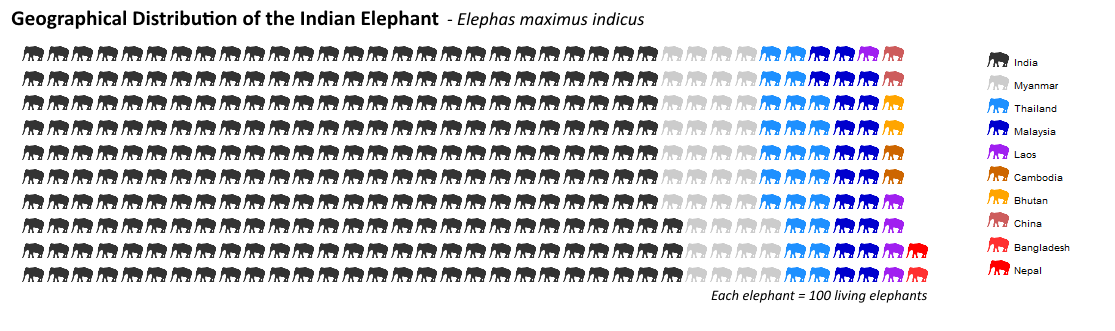 Geographical Distribution of the Indian Elephant - Elephas maximus indicus
India
Myanmar
Thailand
Malaysia
Laos
Cambodia
Bhutan
China
Bangladesh
Nepal
Each elephant = 100 living elephants